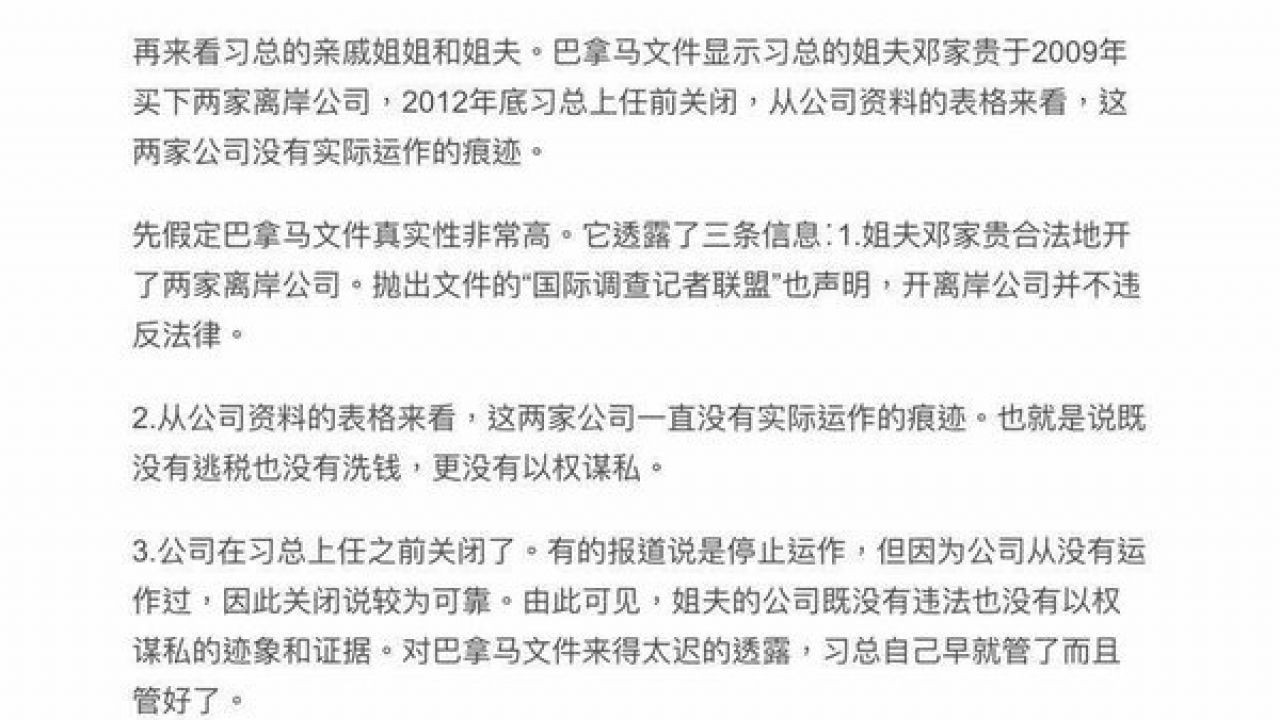 再来看习总的亲戚姐姐和姐夫。巴拿马文件显示习总的姐夫邓家贵于2009年
买下两家离岸公司，2012年底习总上任前关闭，从公司资料的表格来看，这
两家公司没有实际运作的痕迹。
先假定巴拿马文件真实性非常高。它透露了三条信息：1.姐夫邓家贵合法地开
了两家离岸公司。抛出文件的“国际调查记者联盟”也声明，开离岸公司并不违
反法律。
2.从公司资料的表格来看，这两家公司一直没有实际运作的痕迹。也就是说既
没有逃税也没有洗钱，更没有以权谋私。
3.公司在习总上任之前关闭了。有的报道说是停止运作，但因为公司从没有运
作过，因此关闭说较为可靠。由此可见，姐夫的公司既没有违法也没有以权
谋私的迹象和证据。对巴拿马文件来得太迟的透露，习总自己早就管了而且
管好了。